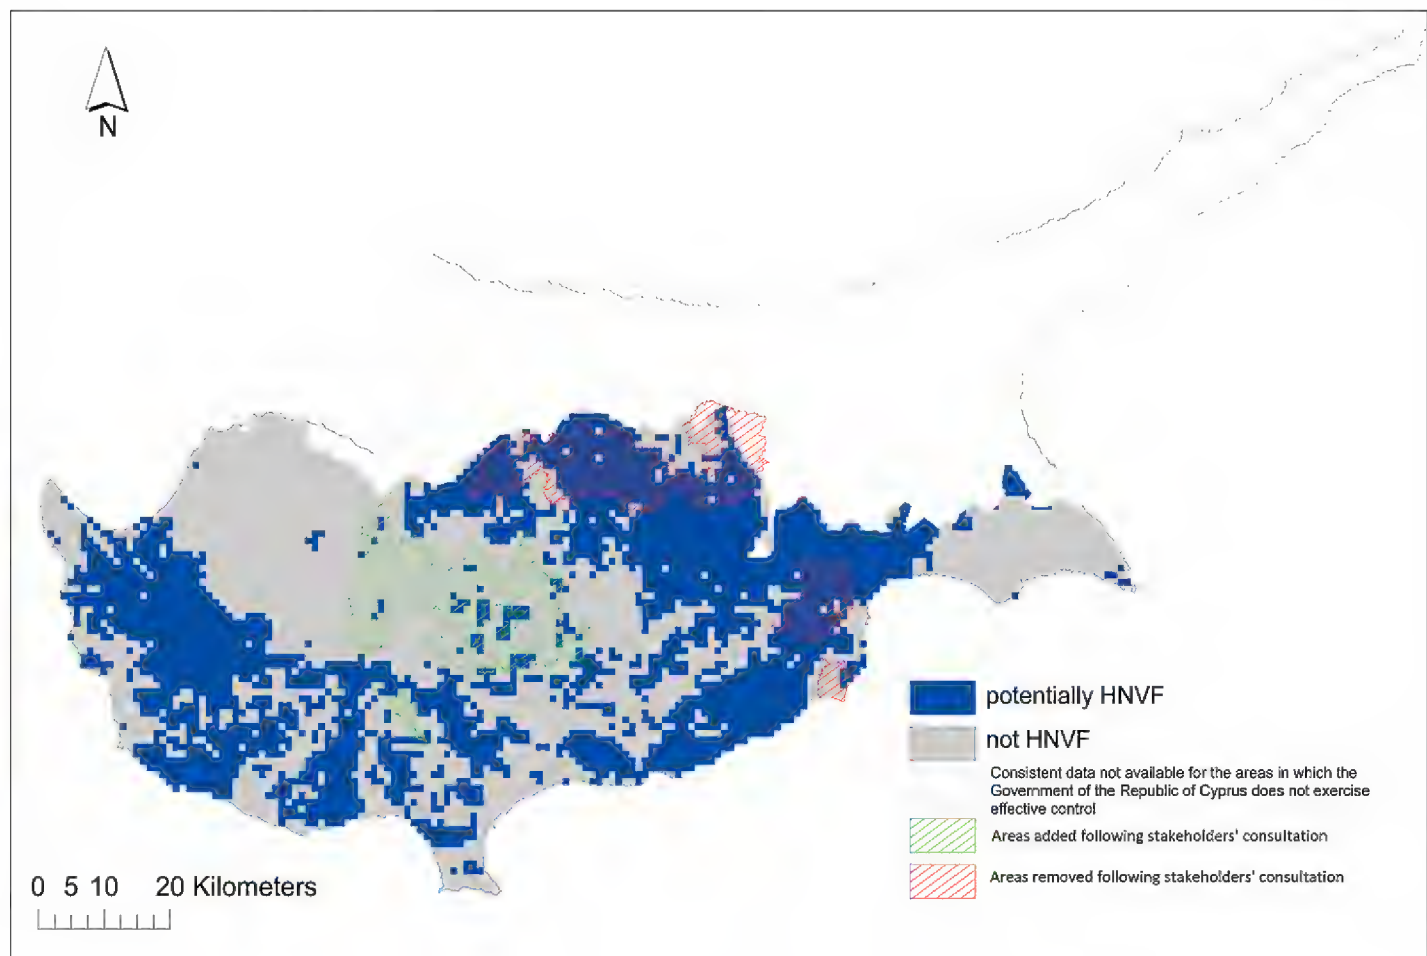 N
potentially HNVF
not HNVF
Consistent data not available for the areas in which the
Government of the Republic of Cyprus does not exercise
effective control
Areas added following stakeholders' consultation
Areas removed following stakeholders' consultation
0 5 10 20 Kilometers